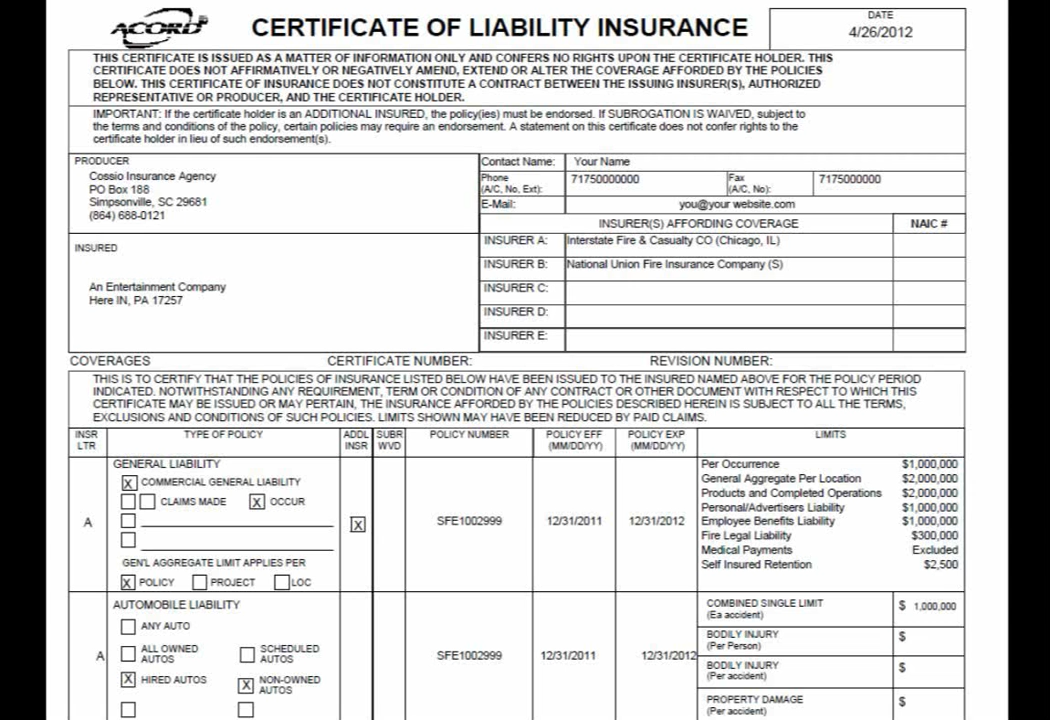 ACORD
CERTIFICATE OF LIABILITY INSURANCE
DATE
4/26/2012
THIS CERTIFICATE IS ISSUED AS A MATTER OF INFORMATION ONLY AND CONFERS NO RIGHTS UPON THE CERTIFICATE HOLDER. THIS
CERTIFICATE DOES NOT AFFIRMATIVELY OR NEGATIVELY AMEND, EXTEND OR ALTER THE COVERAGE AFFORDED BY THE POLICIES
BELOW. THIS CERTIFICATE OF INSURANCE DOES NOT CONSTITUTE A CONTRACT BETWEEN THE ISSUING INSURER(S), AUTHORIZED
REPRESENTATIVE OR PRODUCER, AND THE CERTIFICATE HOLDER.
IMPORTANT: If the certificate holder is an ADDITIONAL INSURED, the policy(ies) must be endorsed. If SUBROGATION IS WAIVED, subject to
the terms and conditions of the policy, certain policies may require an endorsement. A statement on this certificate does not confer rights to the
certificate holder in lieu of such endorsement(s).
PRODUCER
Cossio Insurance Agency
PO Box 188
Simpsonville, SC 29681
(864) 688-0121
Contact Name: Your Name
Phone (A/C, No, Ext): 71750000000 Fax (A/C, No): 7175000000
E-Mail: you@your website.com
INSURER(S) AFFORDING COVERAGE NAIC #
INSURED
An Entertainment Company
Here IN, PA 17257
INSURER A: Interstate Fire & Casualty CO (Chicago, IL)
INSURER B: National Union Fire Insurance Company (S)
INSURER C:
INSURER D:
INSURER E:
COVERAGES CERTIFICATE NUMBER: REVISION NUMBER:
THIS IS TO CERTIFY THAT THE POLICIES OF INSURANCE LISTED BELOW HAVE BEEN ISSUED TO THE INSURED NAMED ABOVE FOR THE POLICY PERIOD
INDICATED. NOTWITHSTANDING ANY REQUIREMENT, TERM OR CONDITION OF ANY CONTRACT OR OTHER DOCUMENT WITH RESPECT TO WHICH THIS
CERTIFICATE MAY BE ISSUED OR MAY PERTAIN, THE INSURANCE AFFORDED BY THE POLICIES DESCRIBED HEREIN IS SUBJECT TO ALL THE TERMS,
EXCLUSIONS AND CONDITIONS OF SUCH POLICIES. LIMITS SHOWN MAY HAVE BEEN REDUCED BY PAID CLAIMS.
INSR LTR TYPE OF POLICY ADDL INSR SUBR WVD POLICY NUMBER POLICY EFF (MM/DD/YY) POLICY EXP (MM/DD/YY) LIMITS
GENERAL LIABILITY
X COMMERCIAL GENERAL LIABILITY
CLAIMS MADE X OCCUR
A X SFE1002999 12/31/2011 12/31/2012
GEN'L AGGREGATE LIMIT APPLIES PER
X POLICY PROJECT LOC
Per Occurrence $1,000,000
General Aggregate Per Location $2,000,000
Products and Completed Operations $2,000,000
Personal/Advertisers Liability $1,000,000
Employee Benefits Liability $1,000,000
Fire Legal Liability $300,000
Medical Payments Excluded
Self Insured Retention $2,500
AUTOMOBILE LIABILITY
ANY AUTO
ALL OWNED AUTOS SCHEDULED AUTOS
A SFE1002999 12/31/2011 12/31/2012
X HIRED AUTOS X NON-OWNED AUTOS
COMBINED SINGLE LIMIT (Ea accident) $ 1,000,000
BODILY INJURY (Per Person) $
BODILY INJURY (Per accident) $
PROPERTY DAMAGE (Per accident) $